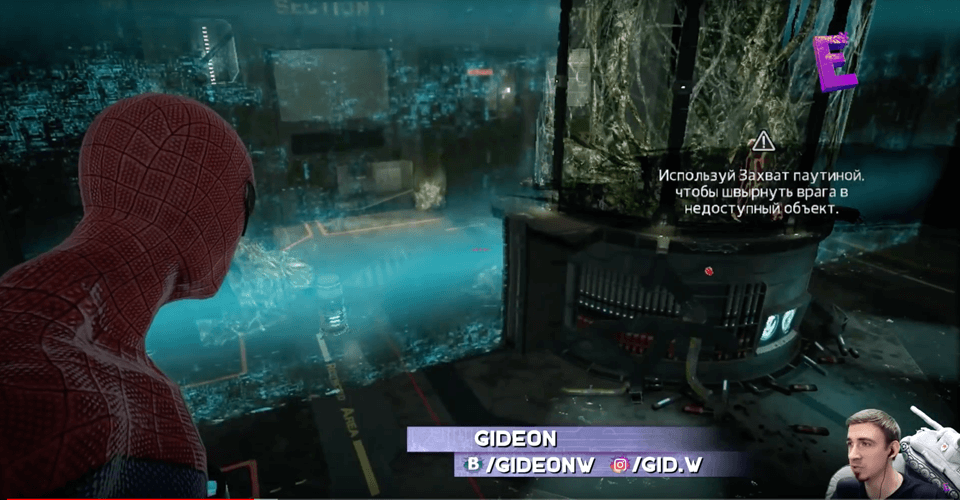 SECTION 1
E
Используй Захват паутиной,
чтобы швырнуть врага в
недоступный объект.
AREA
GIDEON
B /GIDEONW /GID.W